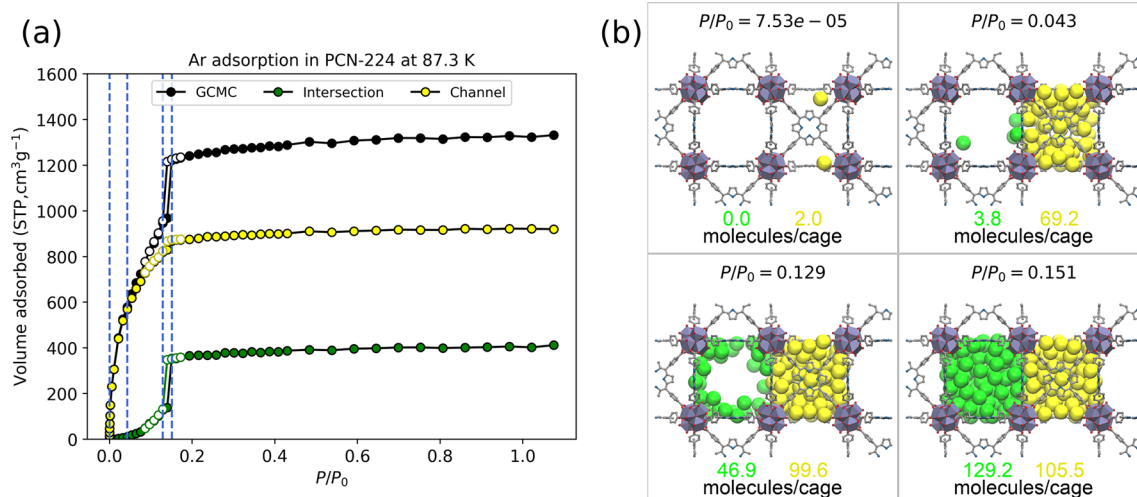 (a)
Ar adsorption in PCN-224 at 87.3 K
GCMC
Intersection
Channel
Volume adsorbed (STP,cm³g⁻¹)
1600
1400
1200
1000
800
600
400
200
0
0.0
0.2
0.4
0.6
0.8
1.0
P/P₀
(b)
P/P₀ = 7.53e − 05
0.0 2.0
molecules/cage
P/P₀ = 0.043
3.8 69.2
molecules/cage
P/P₀ = 0.129
46.9 99.6
molecules/cage
P/P₀ = 0.151
129.2 105.5
molecules/cage